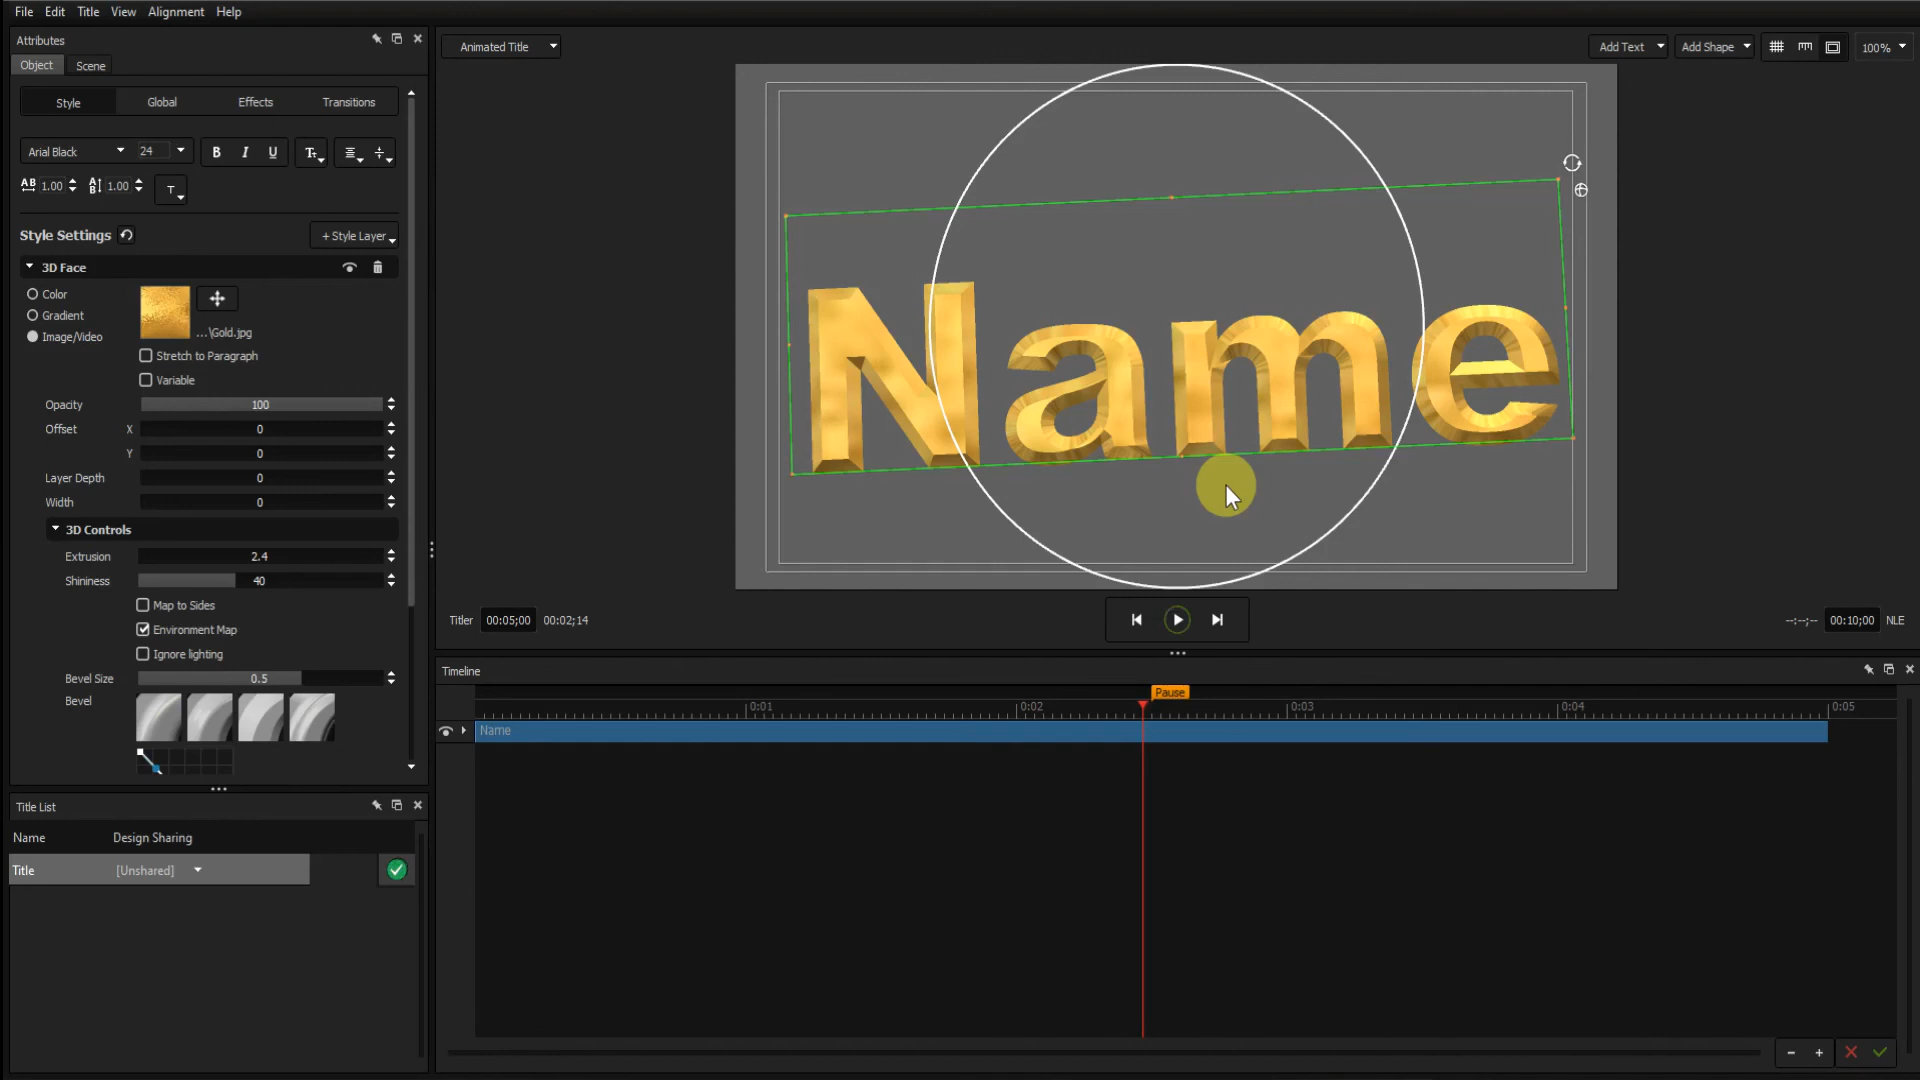 File Edit Title View Alignment Help
Attributes
Object Scene
Style Global Effects Transitions
Arial Black 24 B I U T
AB 1.00 AB 1.00 T
Style Settings + Style Layer
3D Face
Color
Gradient
Image/Video
...\Gold.jpg
Stretch to Paragraph
Variable
Opacity 100
Offset X 0
Y 0
Layer Depth 0
Width 0
3D Controls
Extrusion 2.4
Shininess 40
Map to Sides
Environment Map
Ignore lighting
Bevel Size 0.5
Bevel
Title List
Name Design Sharing
Title [Unshared]
Animated Title Add Text Add Shape 100%
Name
Titler 00:05;00 00:02;14 --:--;-- 00:10;00 NLE
Timeline
Pause
0:01 0:02 0:03 0:04 0:05
Name